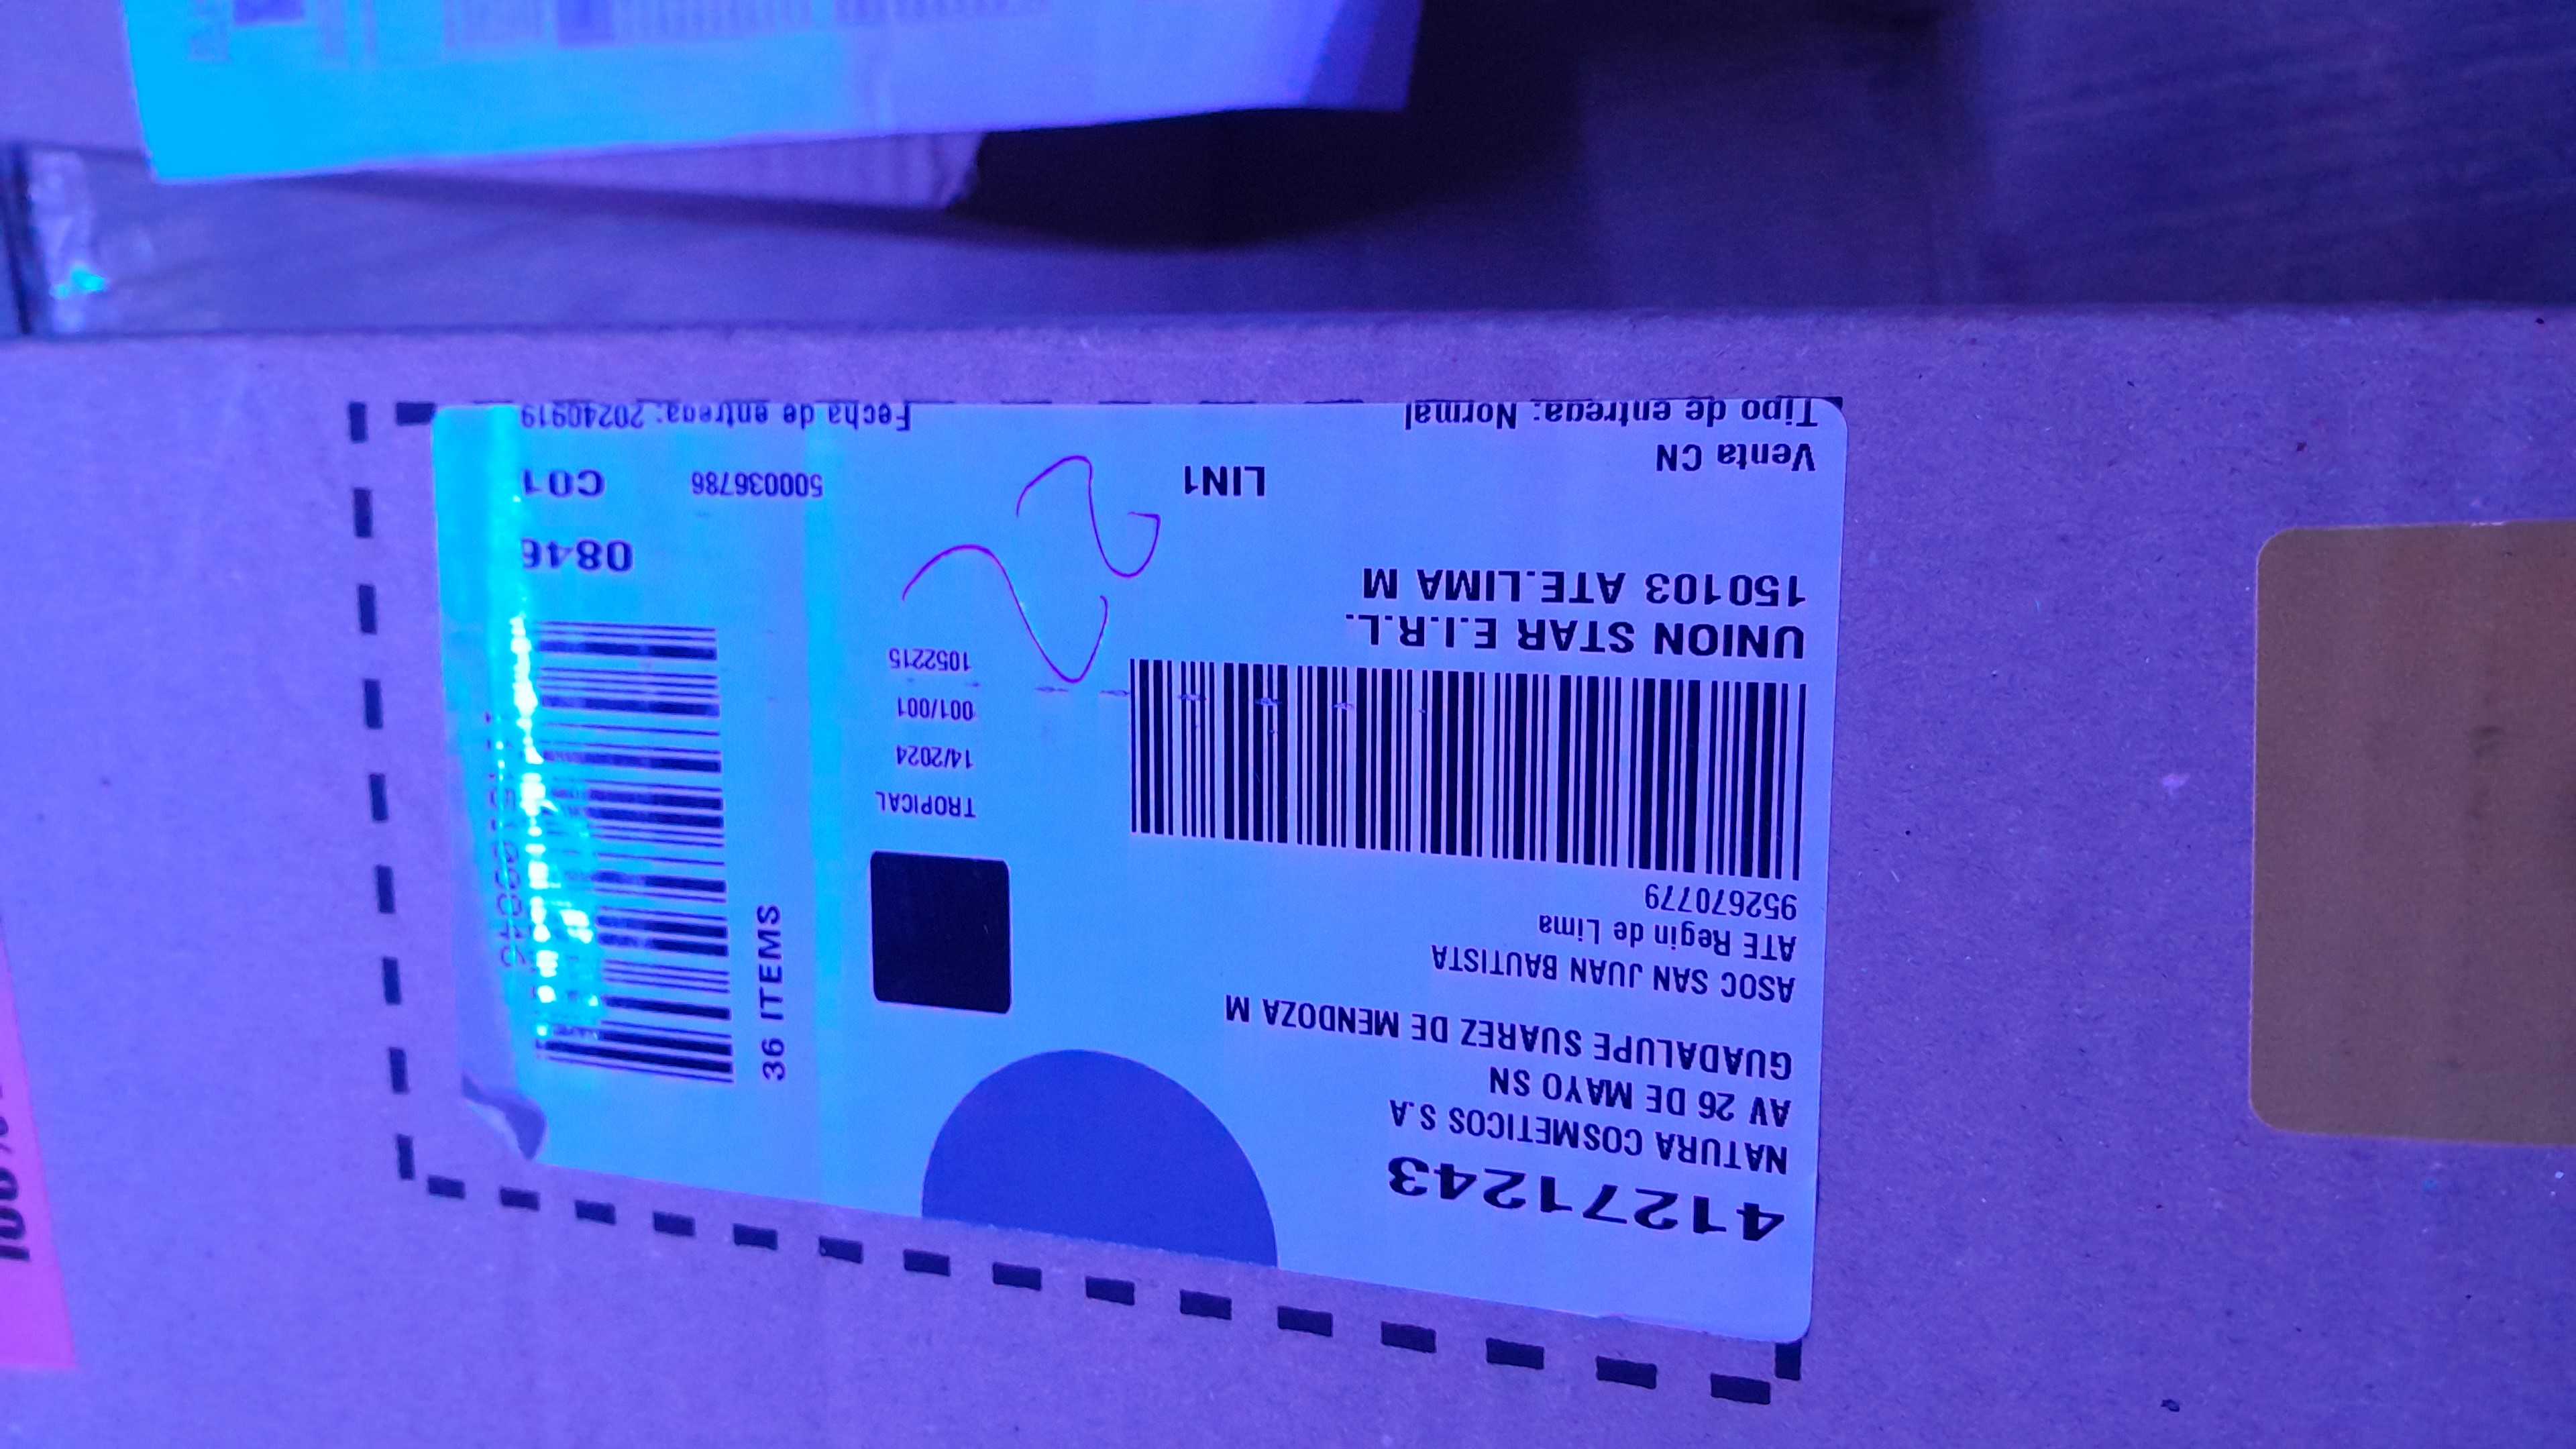 41271243
NATURA COSMETICOS S.A
AV 26 DE MAYO SN
GUADALUPE SUAREZ DE MENDOZA M
ASOC SAN JUAN BAUTISTA
ATE Regin de Lima
952670779
UNION STAR E.I.R.L.
150103 ATE.LIMA M
LIN1
Venta CN
Tipo de entrega: Normal
TROPICAL
14/2024
001/001
1052215
22
36 ITEMS
0846
500036786
C01
Fecha de entrega: 20240919
100%